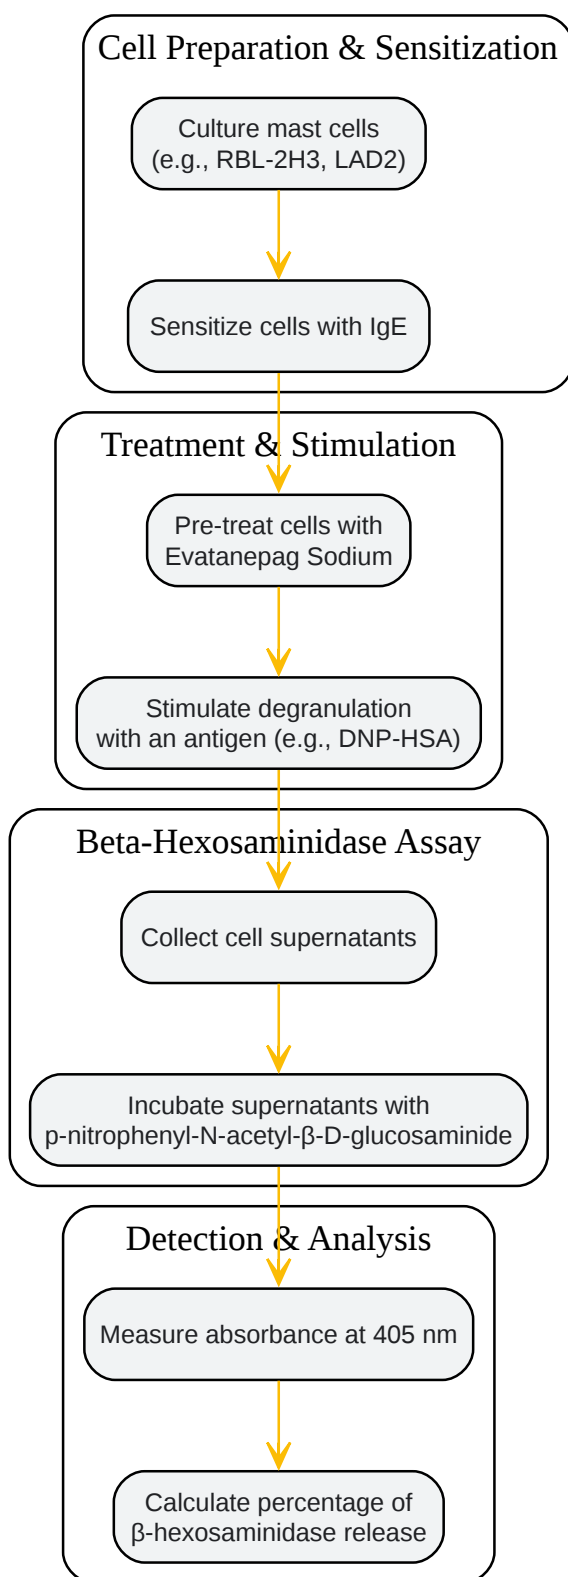 Cell Preparation & Sensitization
Culture mast cells
(e.g., RBL-2H3, LAD2)
Sensitize cells with IgE
Treatment & Stimulation
Pre-treat cells with
Evatanepag Sodium
Stimulate degranulation
with an antigen (e.g., DNP-HSA)
Beta-Hexosaminidase Assay
Collect cell supernatants
Incubate supernatants with
p-nitrophenyl-N-acetyl-β-D-glucosaminide
Detection & Analysis
Measure absorbance at 405 nm
Calculate percentage of
β-hexosaminidase release